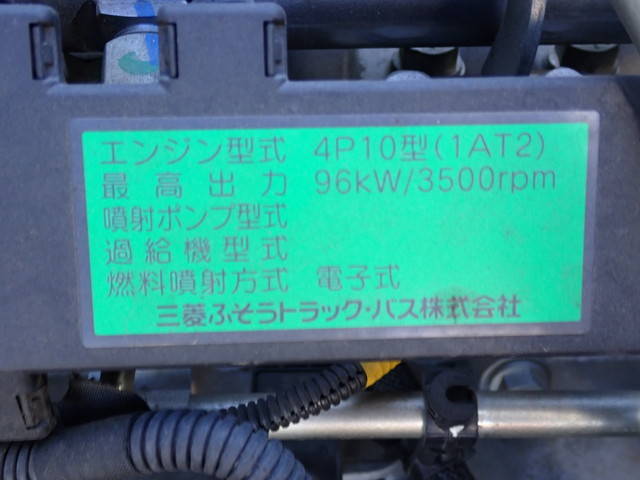 エンジン型式 4P10型(1AT2)
最高出力 96kW/3500rpm
噴射ポンプ型式
過給機型式
燃料噴射方式 電子式
三菱ふそうトラック・バス株式会社